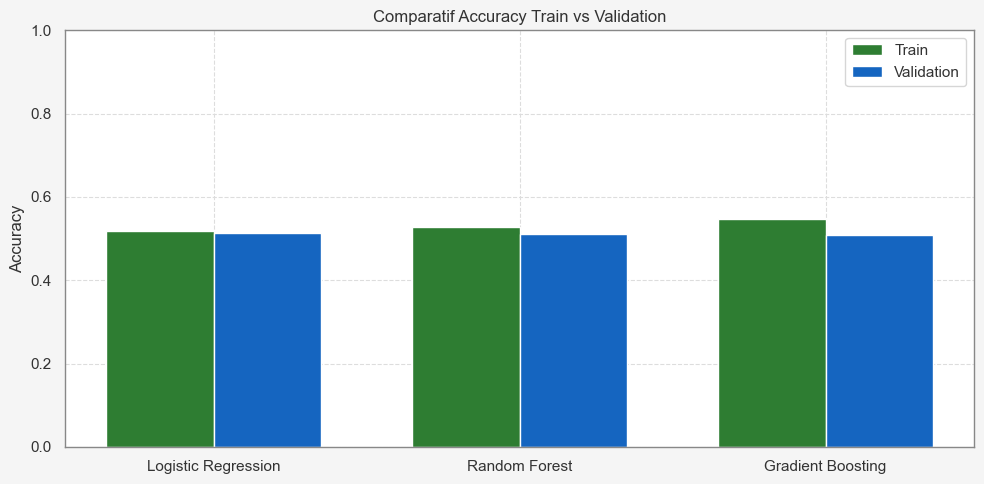 Comparatif Accuracy Train vs Validation
1.0
Train
Validation
0.8
0.6
Accuracy
0.4
0.2
0.0
Logistic Regression
Random Forest
Gradient Boosting